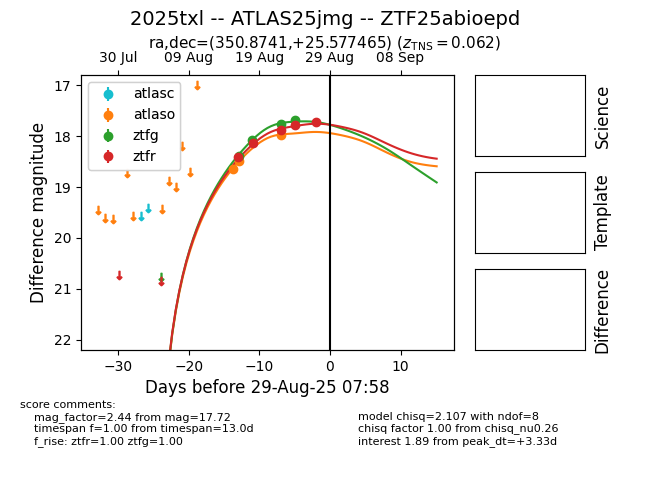 2025txl -- ATLAS25jmg -- ZTF25abioepd
ra,dec=(350.8741,+25.577465) (z_TNS = 0.062)
30 Jul 09 Aug 19 Aug 29 Aug 08 Sep
atlasc
atlaso
ztfg
ztfr
17
18
19
20
21
22
Difference magnitude
−30 −20 −10 0 10
Days before 29-Aug-25 07:58
Science
Template
Difference
score comments:
mag_factor=2.44 from mag=17.72
timespan f=1.00 from timespan=13.0d
f_rise: ztfr=1.00 ztfg=1.00
model chisq=2.107 with ndof=8
chisq factor 1.00 from chisq_nu0.26
interest 1.89 from peak_dt=+3.33d